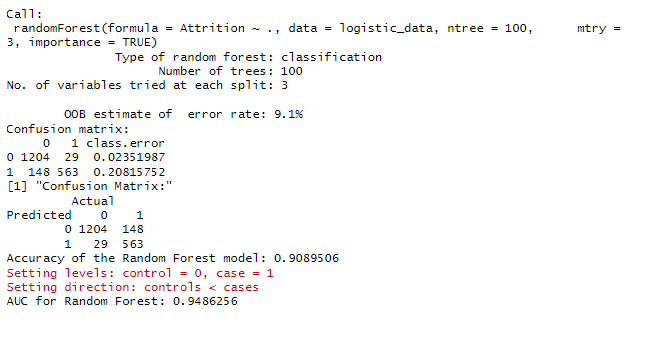 Call:
 randomForest(formula = Attrition ~ ., data = logistic_data, ntree = 100,      mtry =
3, importance = TRUE)
               Type of random forest: classification
                     Number of trees: 100
No. of variables tried at each split: 3

        OOB estimate of  error rate: 9.1%
Confusion matrix:
     0   1 class.error
0 1204  29  0.02351987
1  148 563  0.20815752
[1] "Confusion Matrix:"
         Actual
Predicted    0    1
        0 1204  148
        1   29  563
Accuracy of the Random Forest model: 0.9089506
Setting levels: control = 0, case = 1
Setting direction: controls < cases
AUC for Random Forest: 0.9486256